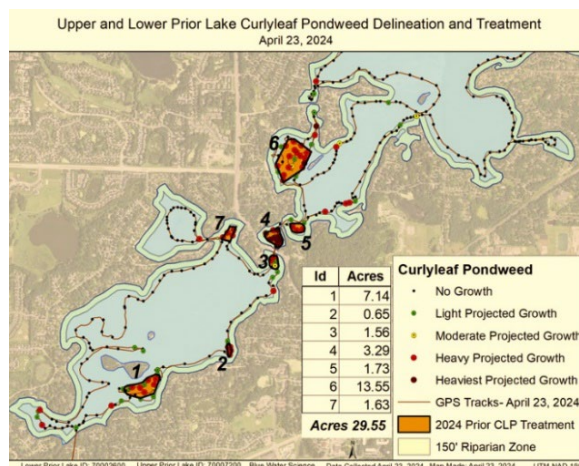 Upper and Lower Prior Lake Curlyleaf Pondweed Delineation and Treatment
April 23, 2024
6
7
4
5
3
2
1
Id Acres
1 7.14
2 0.65
3 1.56
4 3.29
5 1.73
6 13.55
7 1.63
Acres 29.55
Curlyleaf Pondweed
No Growth
Light Projected Growth
Moderate Projected Growth
Heavy Projected Growth
Heaviest Projected Growth
GPS Tracks- April 23, 2024
2024 Prior CLP Treatment
150' Riparian Zone